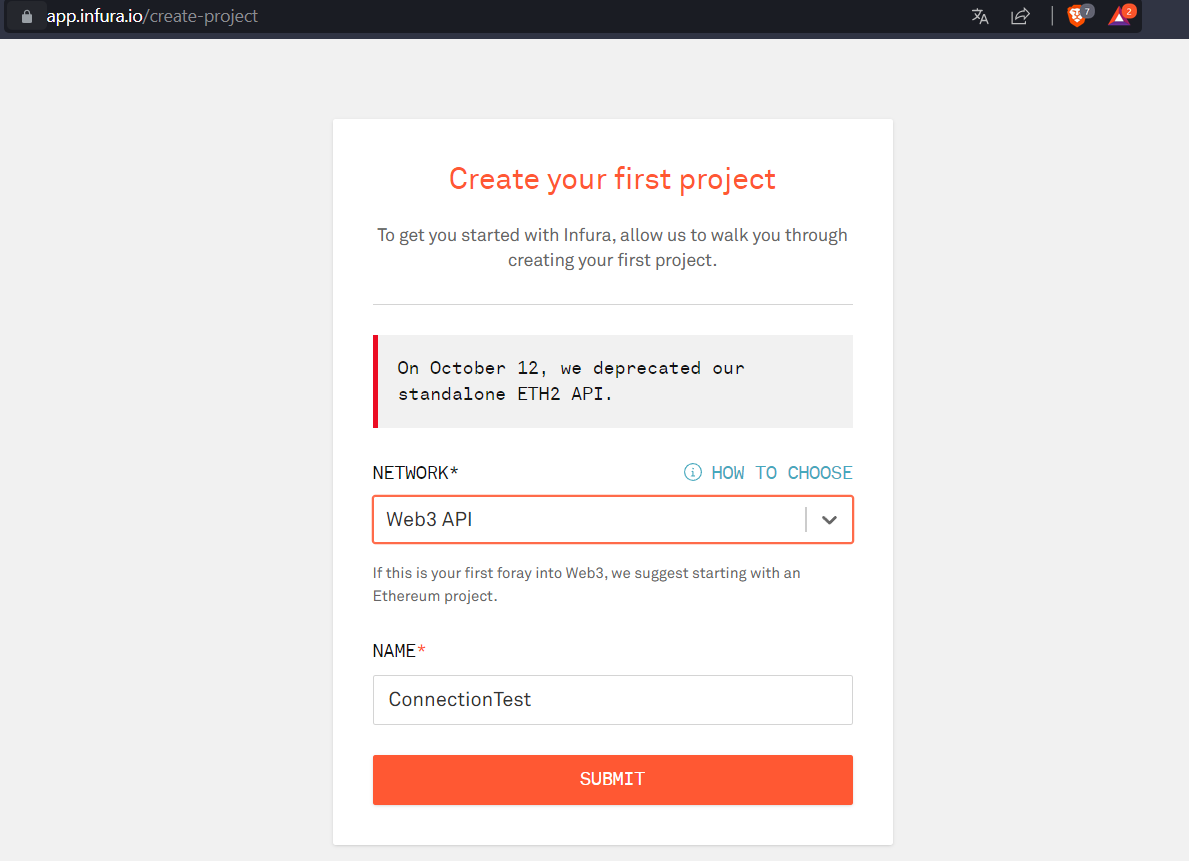 app.infura.io/create-project
7
2
Create your first project
To get you started with Infura, allow us to walk you through
creating your first project.
On October 12, we deprecated our
standalone ETH2 API.
NETWORK*
HOW TO CHOOSE
Web3 API
If this is your first foray into Web3, we suggest starting with an
Ethereum project.
NAME*
ConnectionTest
SUBMIT